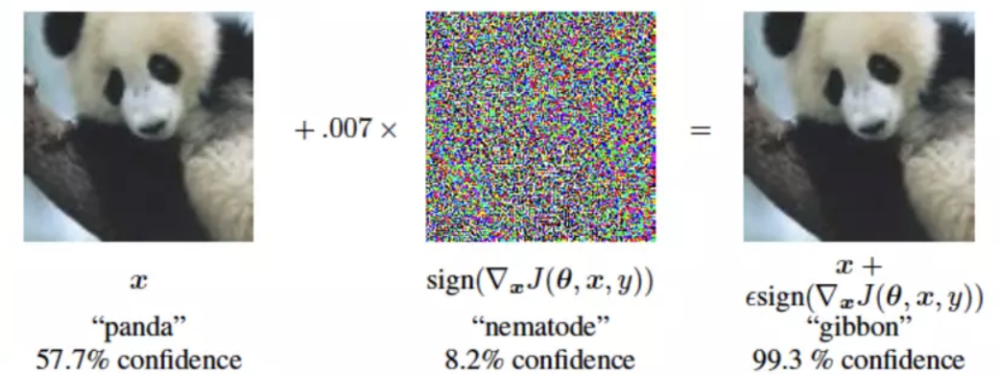 + .007 ×
=
x
“panda”
57.7% confidence
sign(∇ₓJ(θ, x, y))
“nematode”
8.2% confidence
x +
ϵsign(∇ₓJ(θ, x, y))
“gibbon”
99.3 % confidence